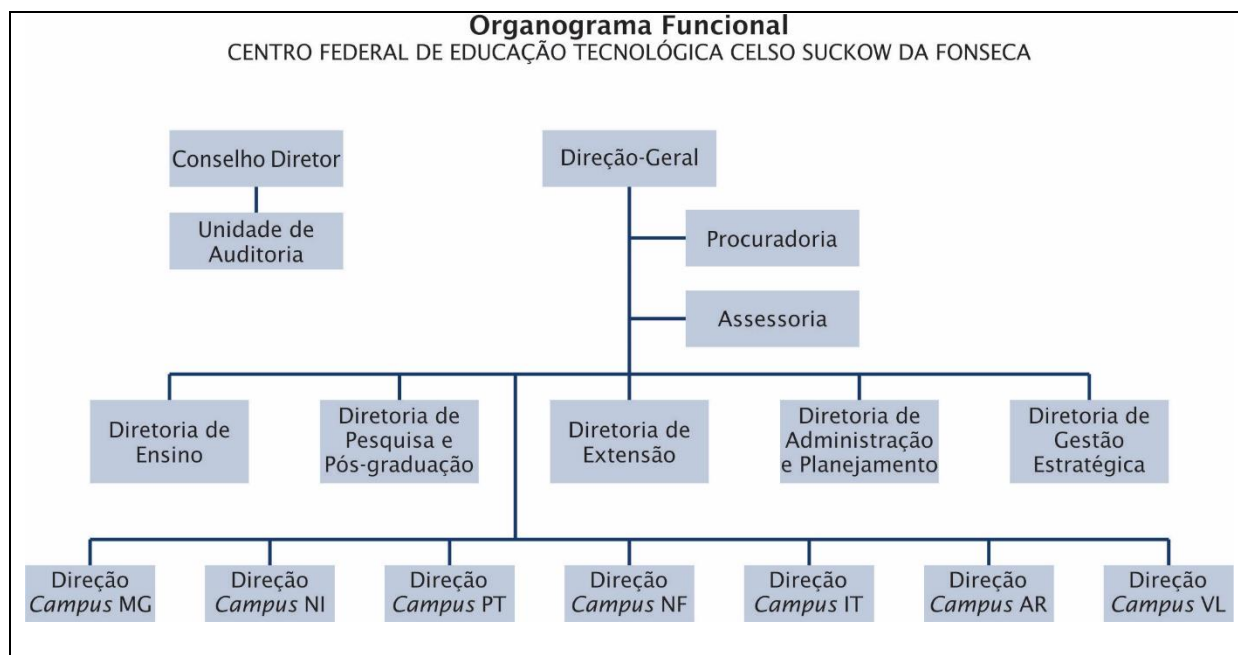 Organograma Funcional
CENTRO FEDERAL DE EDUCAÇÃO TECNOLÓGICA CELSO SUCKOW DA FONSECA
Conselho Diretor
Unidade de
Auditoria
Direção-Geral
Procuradoria
Assessoria
Diretoria de
Ensino
Diretoria de
Pesquisa e
Pós-graduação
Diretoria de
Extensão
Diretoria de
Administração
e Planejamento
Diretoria de
Gestão
Estratégica
Direção
Campus MG
Direção
Campus NI
Direção
Campus PT
Direção
Campus NF
Direção
Campus IT
Direção
Campus AR
Direção
Campus VL